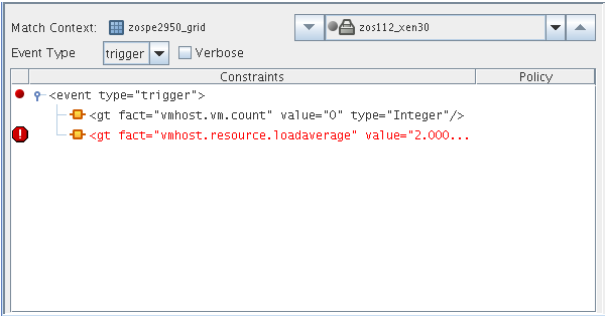 Match Context: zospe2950_grid zos112_xen30
Event Type trigger Verbose
Constraints Policy
<event type="trigger">
<gt fact="vmhost.vm.count" value="0" type="Integer"/>
<gt fact="vmhost.resource.loadaverage" value="2.000...